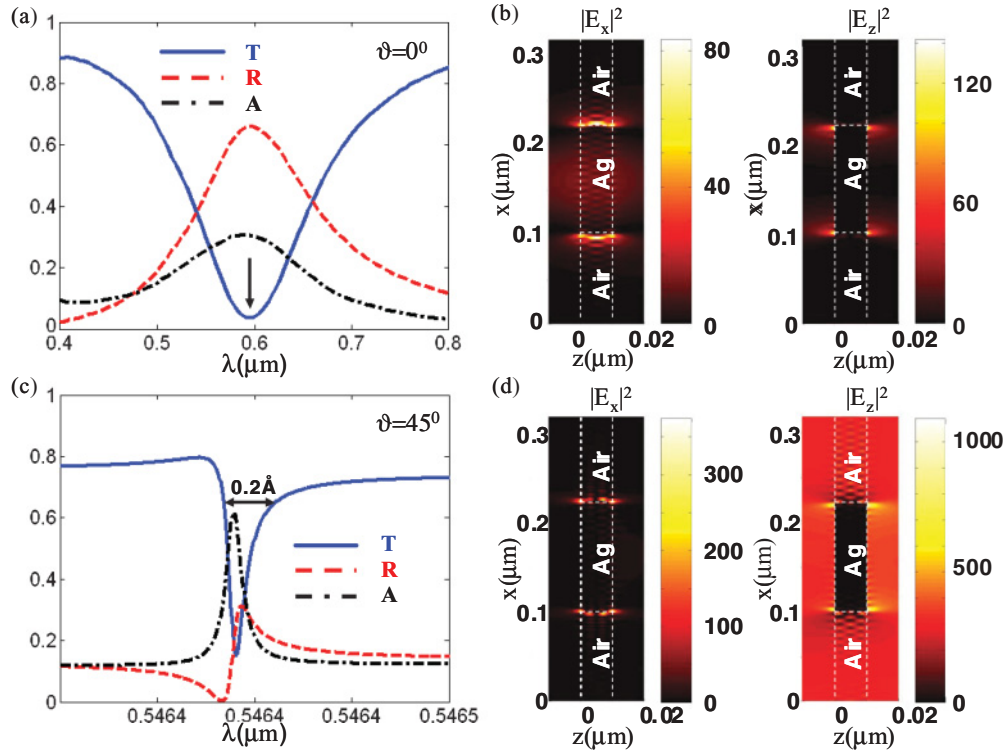 (a)
1
0.8
0.6
0.4
0.2
0
T
R
A
ϑ=0⁰
0.4
0.5
0.6
0.7
0.8
λ(μm)
(b)
|Eₓ|²
0.3
0.2
0.1
0
x(μm)
Air
Ag
Air
0
0.02
z(μm)
80
40
0
|E_z|²
0.3
0.2
0.1
0
x(μm)
Air
Ag
Air
0
0.02
z(μm)
120
60
0
(c)
1
0.8
0.6
0.4
0.2
0
ϑ=45⁰
0.2Å
T
R
A
0.5464
0.5464
0.5464
0.5465
λ(μm)
(d)
|Eₓ|²
0.3
0.2
0.1
0
x(μm)
Air
Ag
Air
0
0.02
z(μm)
300
200
100
0
|E_z|²
0.3
0.2
0.1
0
x(μm)
Air
Ag
Air
0
0.02
z(μm)
1000
500
0